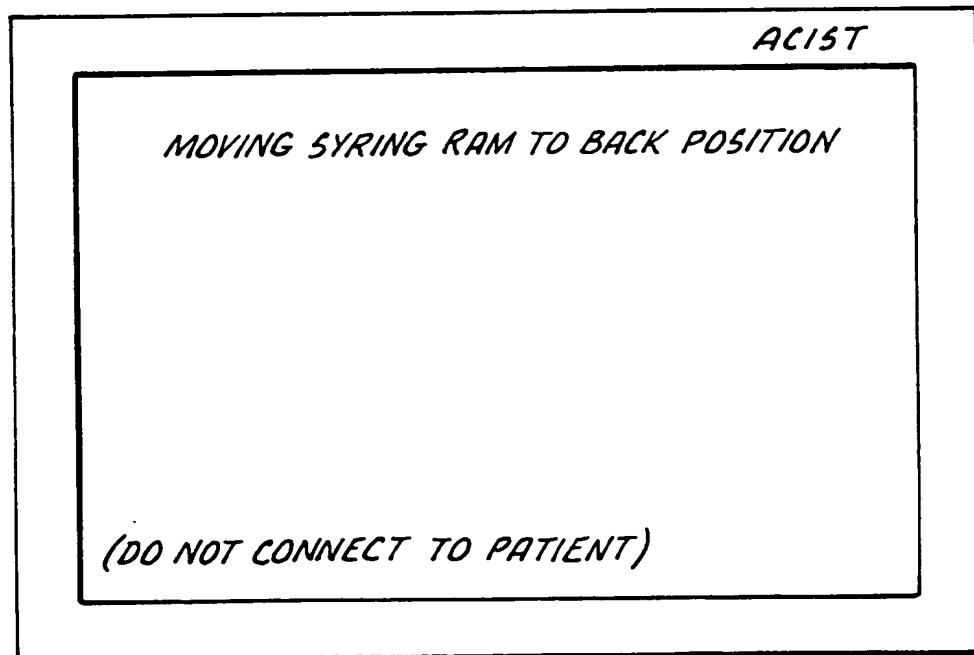 ACIST
MOVING SYRING RAM TO BACK POSITION
(DO NOT CONNECT TO PATIENT)